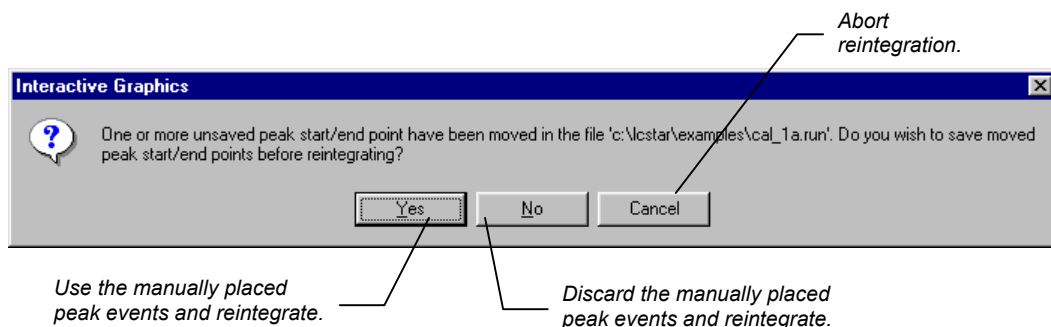 Abort
reintegration.
Interactive Graphics
One or more unsaved peak start/end point have been moved in the file 'c:\lcstar\examples\cal_1a.run'. Do you wish to save moved
peak start/end points before reintegrating?
Yes
No
Cancel
Use the manually placed
peak events and reintegrate.
Discard the manually placed
peak events and reintegrate.